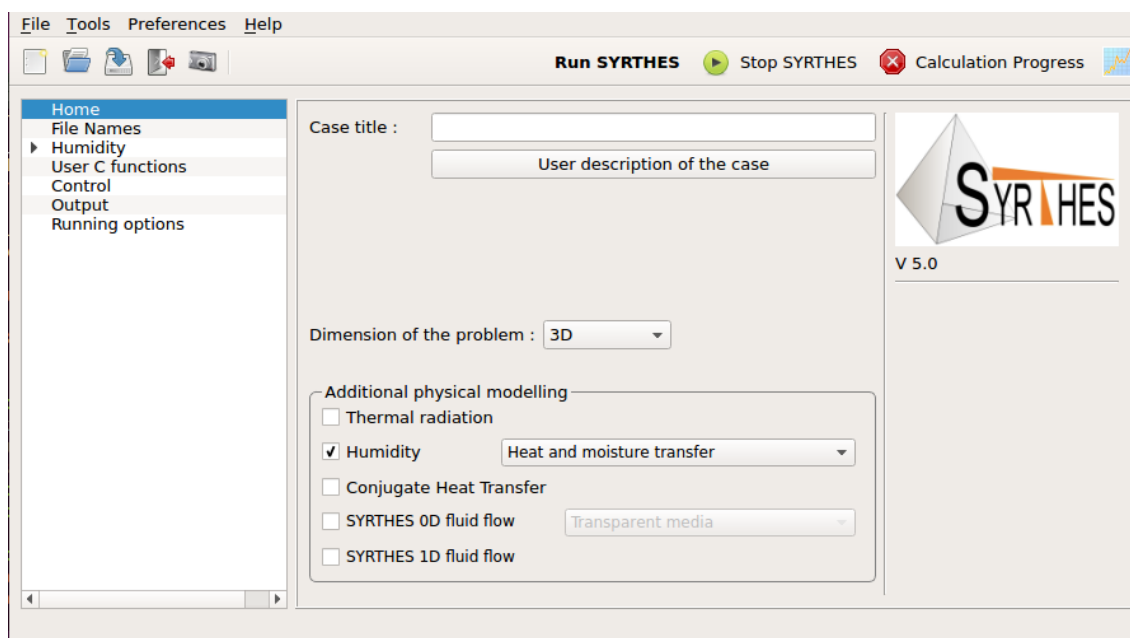 File Tools Preferences Help
Run SYRTHES Stop SYRTHES Calculation Progress
Home
File Names
Humidity
User C functions
Control
Output
Running options
Case title :
User description of the case
Dimension of the problem : 3D
Additional physical modelling
Thermal radiation
Humidity Heat and moisture transfer
Conjugate Heat Transfer
SYRTHES 0D fluid flow Transparent media
SYRTHES 1D fluid flow
SYRTHES
V 5.0